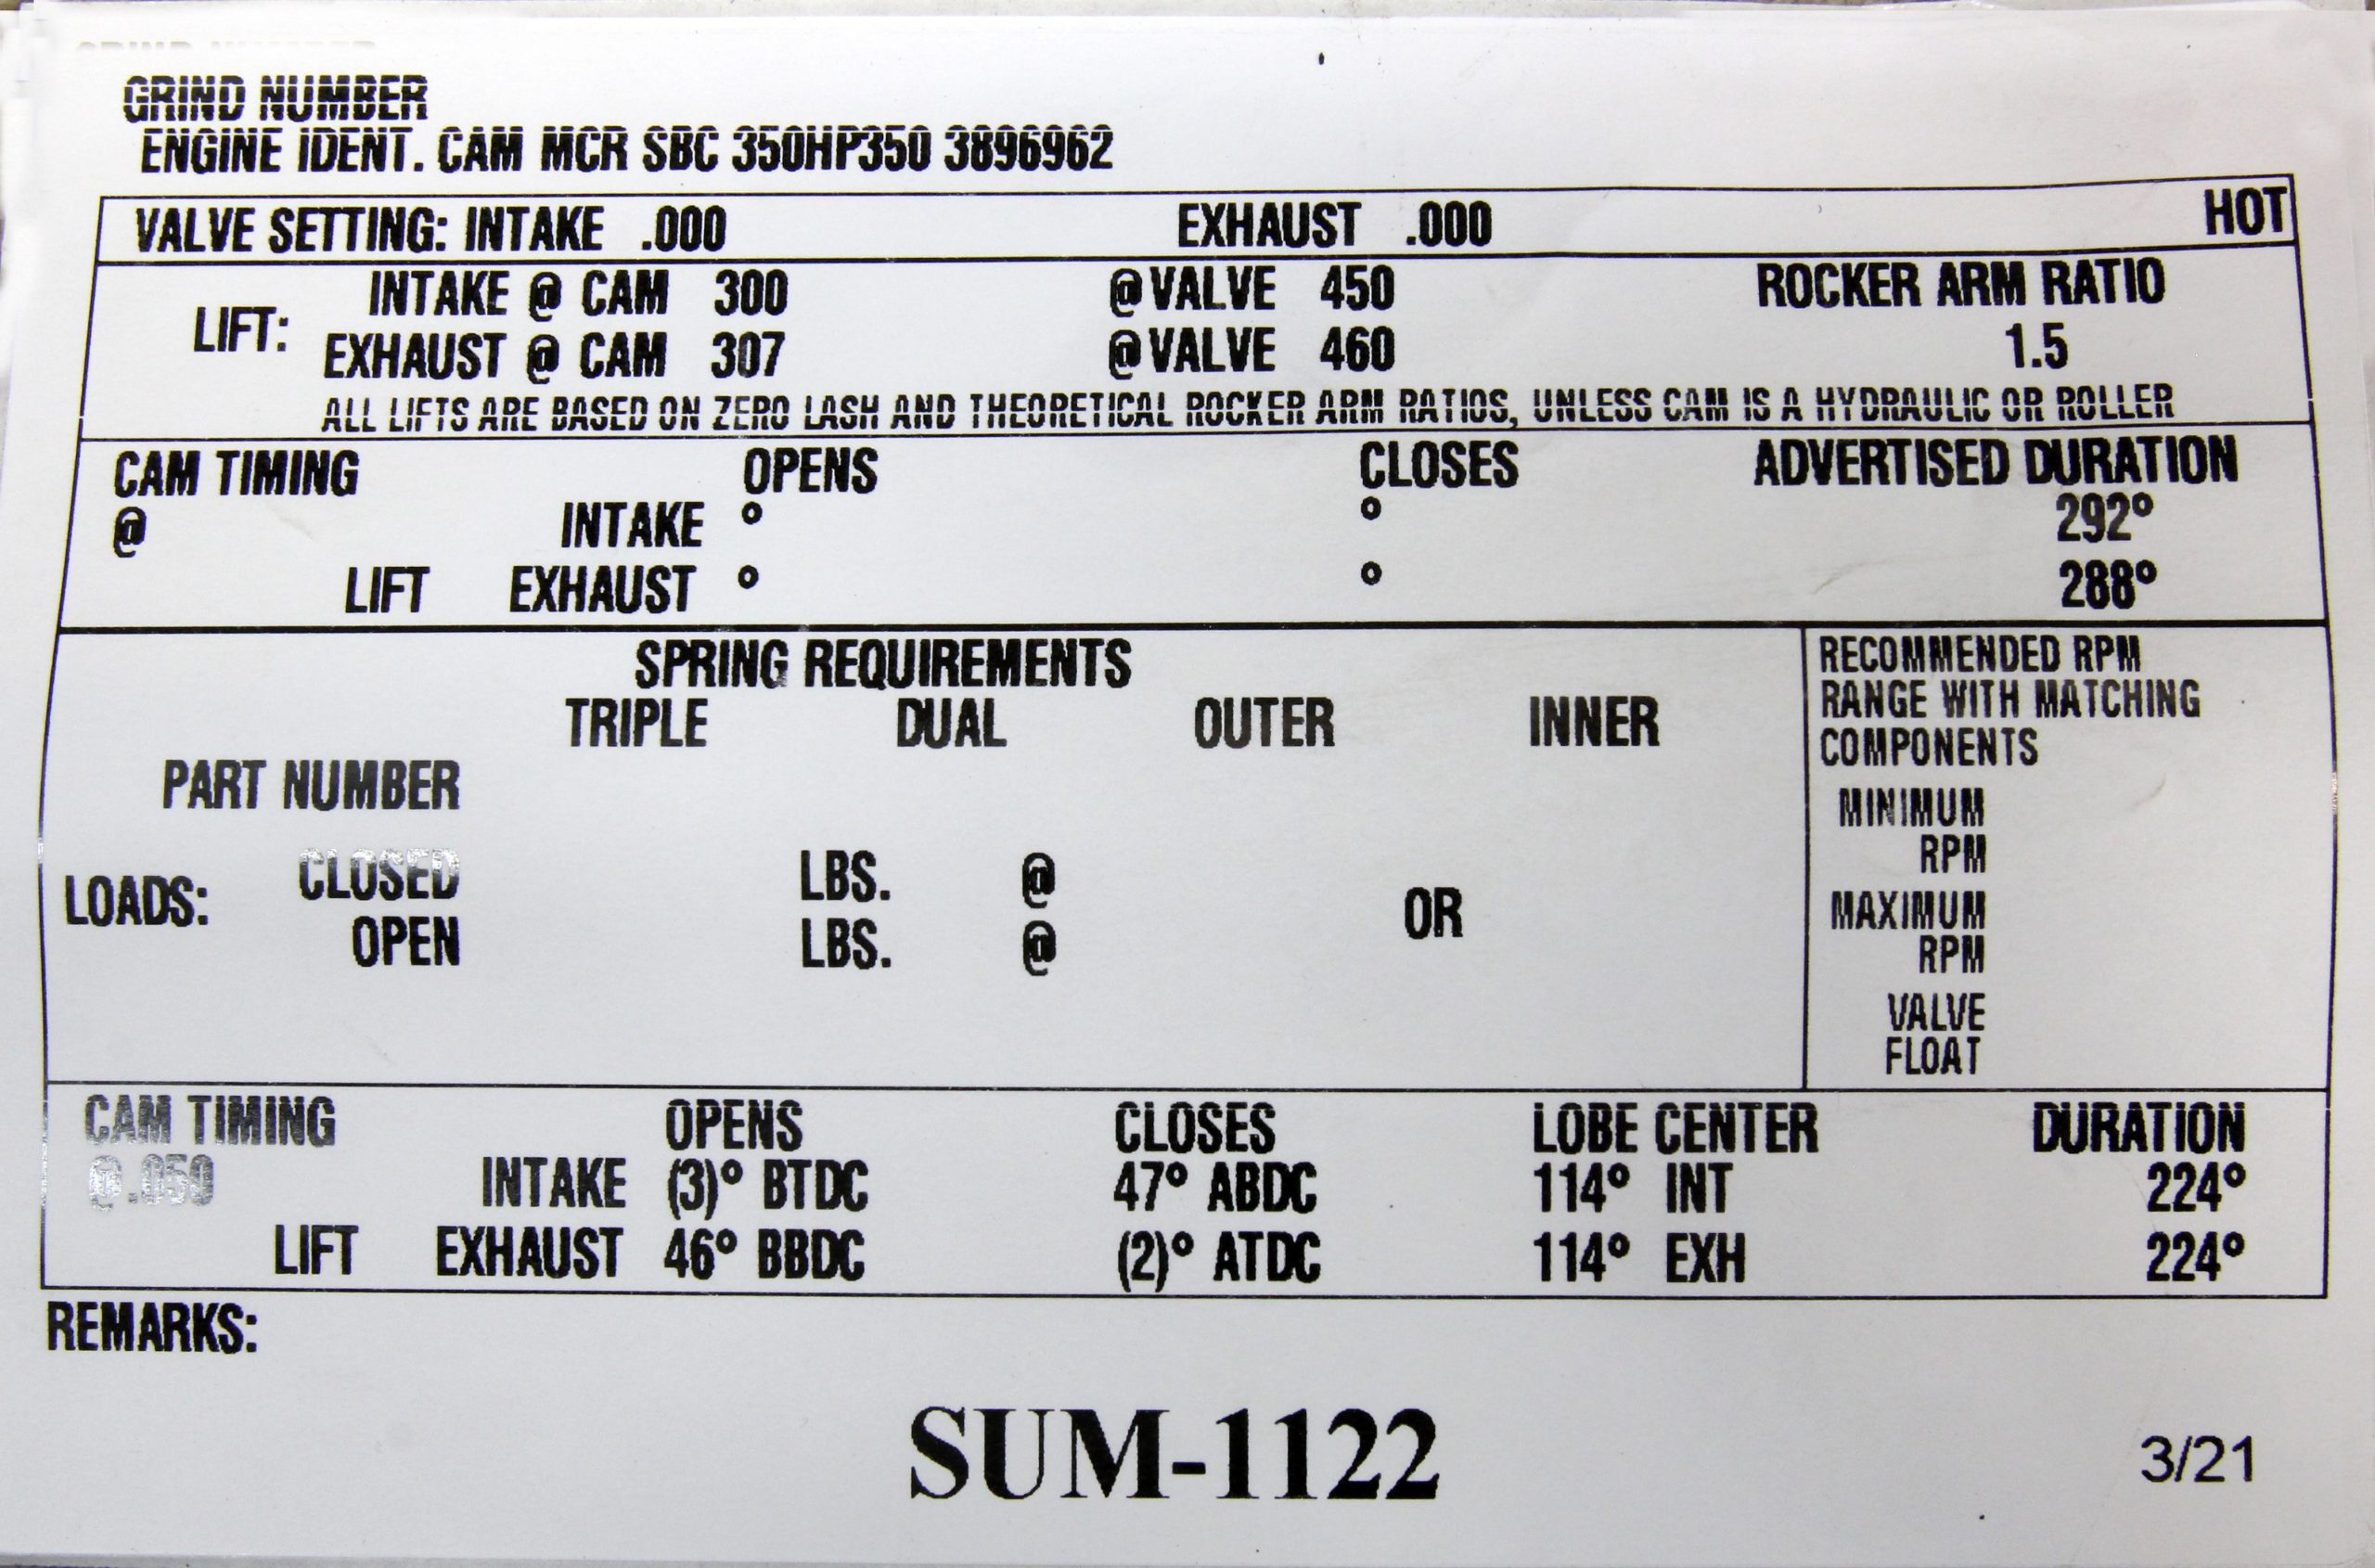 GRIND NUMBER
ENGINE IDENT. CAM MCR SBC 350HP350 3896962
VALVE SETTING: INTAKE .000 EXHAUST .000 HOT
INTAKE @ CAM 300 @VALVE 450 ROCKER ARM RATIO
LIFT:
EXHAUST @ CAM 307 @VALVE 460 1.5
ALL LIFTS ARE BASED ON ZERO LASH AND THEORETICAL ROCKER ARM RATIOS, UNLESS CAM IS A HYDRAULIC OR ROLLER
CAM TIMING OPENS CLOSES ADVERTISED DURATION
@ INTAKE ° ° 292°
LIFT EXHAUST ° ° 288°
SPRING REQUIREMENTS
TRIPLE DUAL OUTER INNER
PART NUMBER
LOADS: CLOSED LBS. @
OPEN LBS. @
OR
RECOMMENDED RPM
RANGE WITH MATCHING
COMPONENTS
MINIMUM
RPM
MAXIMUM
RPM
VALVE
FLOAT
CAM TIMING OPENS CLOSES LOBE CENTER DURATION
@.050 INTAKE (3)° BTDC 47° ABDC 114° INT 224°
LIFT EXHAUST 46° BBDC (2)° ATDC 114° EXH 224°
REMARKS:
SUM-1122
3/21